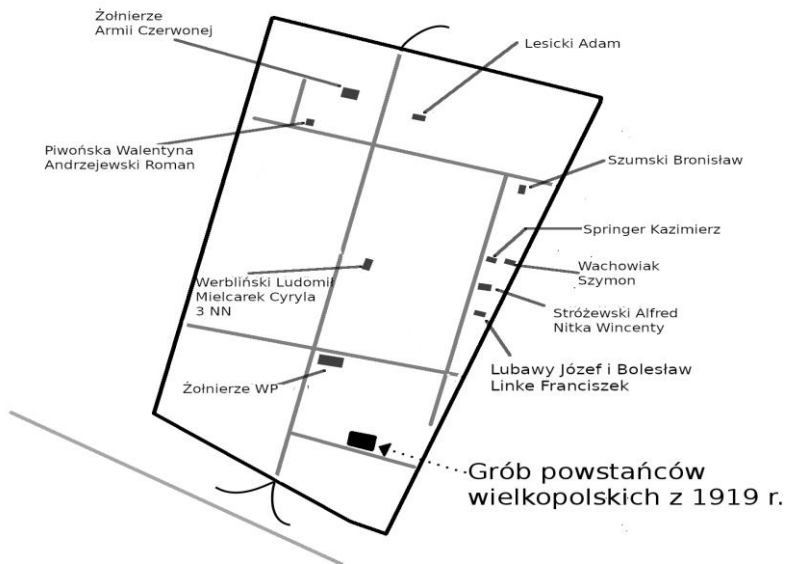 Żołnierze
Armii Czerwonej
Lesicki Adam
Piwońska Walentyna
Andrzejewski Roman
Szumski Bronisław
Springer Kazimierz
Wachowiak
Szymon
Werbliński Ludomił
Mielcarek Cyryla
3 NN
Stróżewski Alfred
Nitka Wincenty
Lubawy Józef i Bolesław
Linke Franciszek
Żołnierze WP
Grób powstańców
wielkopolskich z 1919 r.